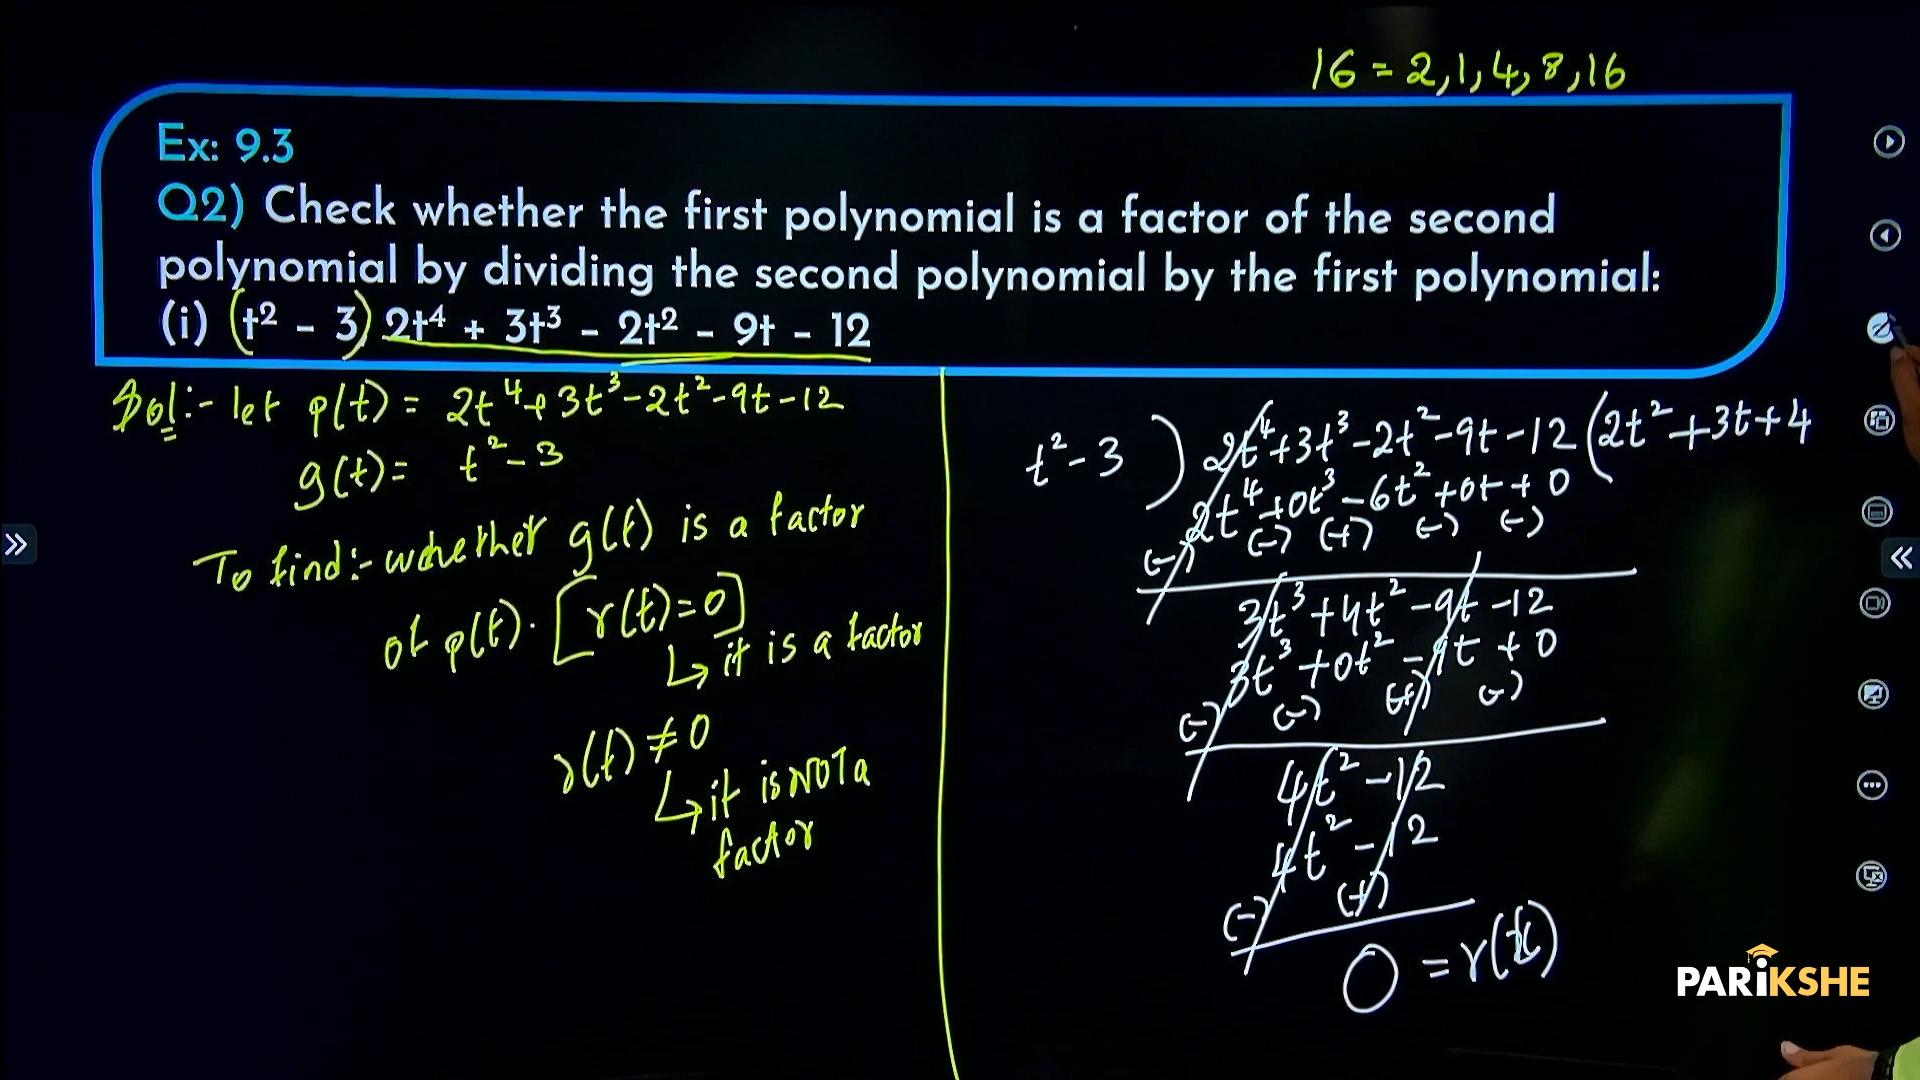 16 = 2,1,4,8,16
Ex: 9.3
Q2) Check whether the first polynomial is a factor of the second
polynomial by dividing the second polynomial by the first polynomial:
(i) (t² - 3) 2t⁴ + 3t³ - 2t² - 9t - 12
Sol:- let p(t) = 2t⁴+3t³-2t²-9t-12
g(t) = t²-3
To find:- whether g(t) is a factor
of p(t). [r(t)=0]
↳ it is a factor
r(t) ≠ 0
↳ it is NOT a
factor
t²-3 ) 2t⁴+3t³-2t²-9t-12 (2t²+3t+4
2t⁴+0t³-6t²+0t+0
(-) (-) (+) (-) (-)
3t³+4t²-9t-12
3t³+0t²-9t+0
(-) (-) (+) (-)
4t²-12
4t²-12
(-) (+)
0 = r(t)
PARiKSHE